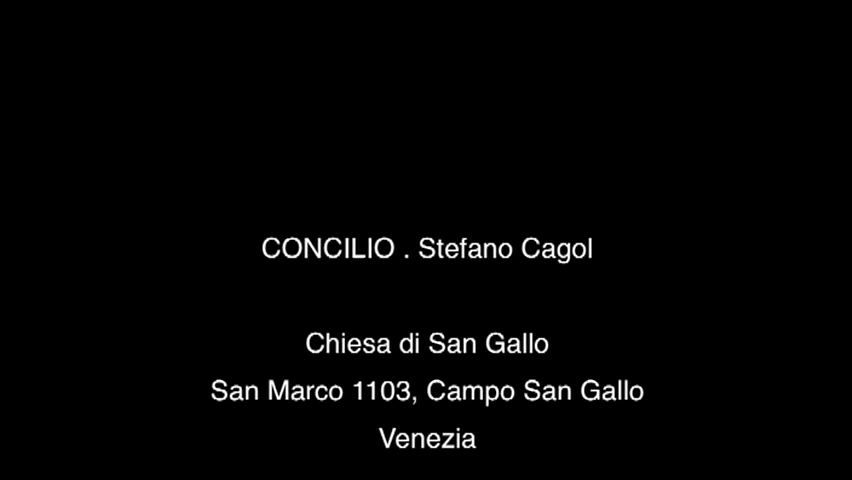 CONCILIO . Stefano Cagol
Chiesa di San Gallo
San Marco 1103, Campo San Gallo
Venezia